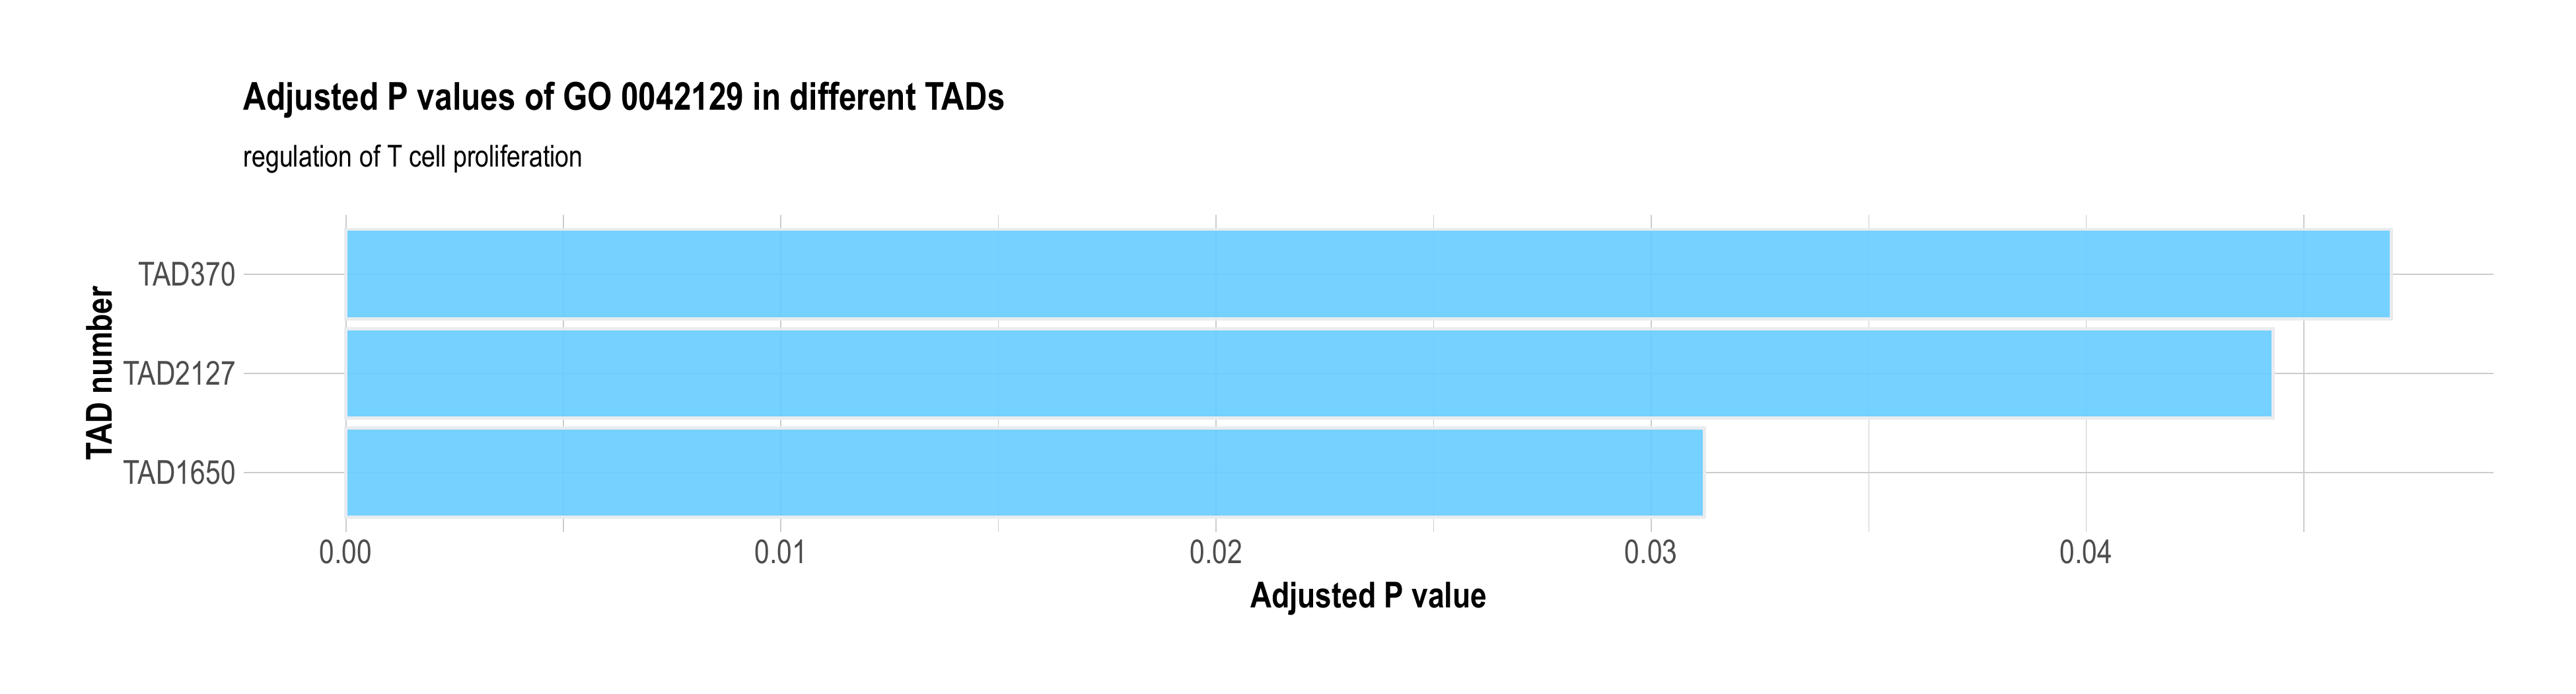 Adjusted P values of GO 0042129 in different TADs
regulation of T cell proliferation
TAD number
TAD370
TAD2127
TAD1650
0.00 0.01 0.02 0.03 0.04
Adjusted P value